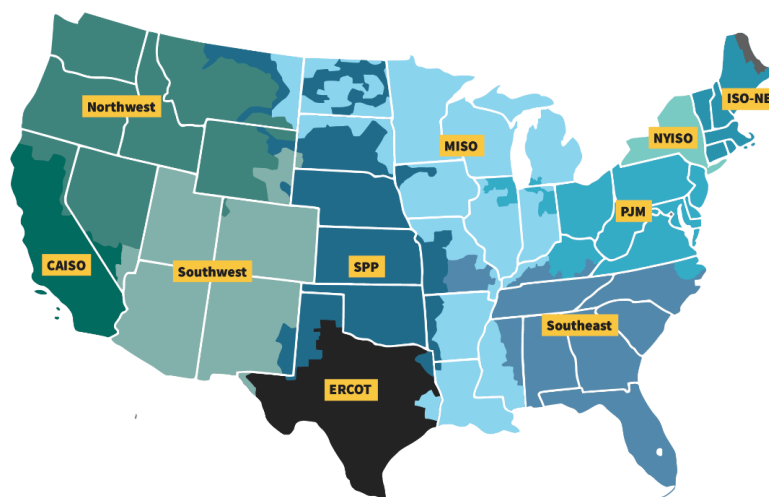 Northwest
ISO-NE
NYISO
MISO
PJM
CAISO
Southwest
SPP
Southeast
ERCOT